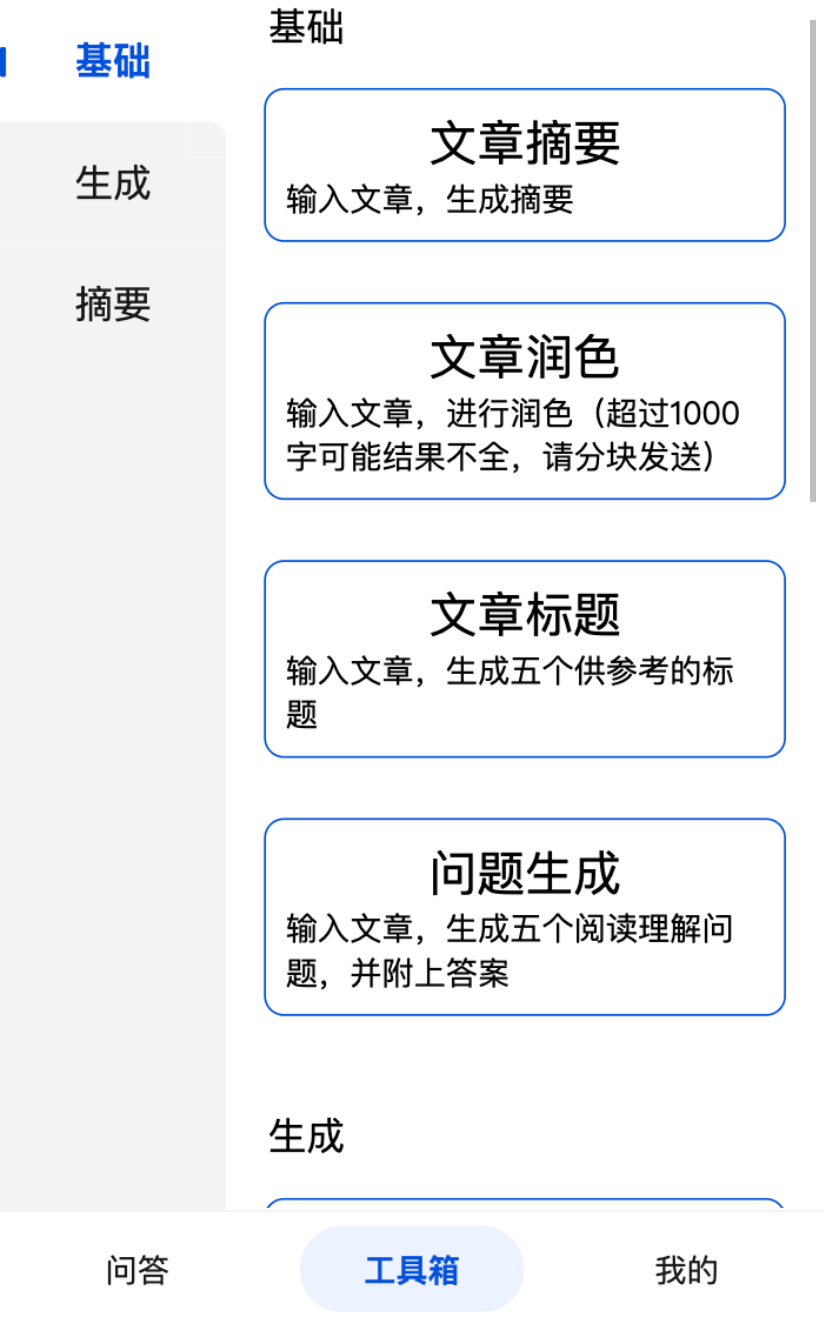 基础
生成
摘要
基础
文章摘要
输入文章，生成摘要
文章润色
输入文章，进行润色（超过1000
字可能结果不全，请分块发送）
文章标题
输入文章，生成五个供参考的标
题
问题生成
输入文章，生成五个阅读理解问
题，并附上答案
生成
问答
工具箱
我的